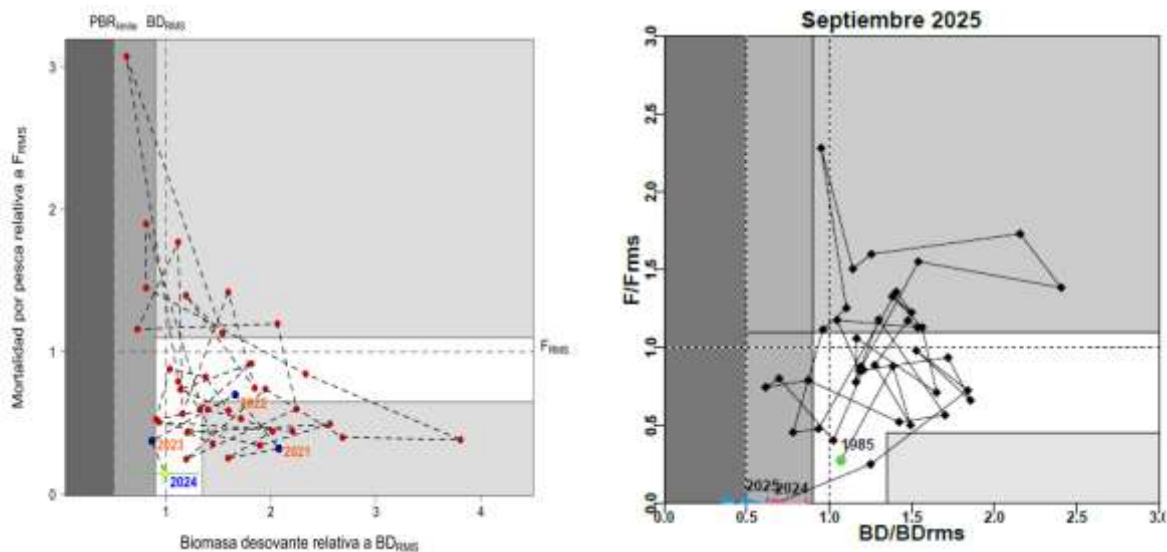 PBRlímite BDRMS
3
2
1
0
Mortalidad por pesca relativa a FRMS
FRMS
2022
2023
2021
2024
1 2 3 4
Biomasa desovante relativa a BDRMS
Septiembre 2025
3.0
2.5
2.0
1.5
1.0
0.5
0.0
F/Frms
1985
2025 2024
0.0 0.5 1.0 1.5 2.0 2.5 3.0
BD/BDrms